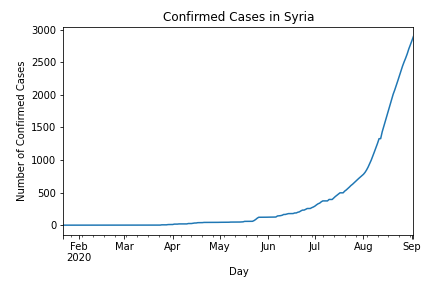 Confirmed Cases in Syria
Number of Confirmed Cases
3000
2500
2000
1500
1000
500
0
Feb Mar Apr May Jun Jul Aug Sep
2020
Day